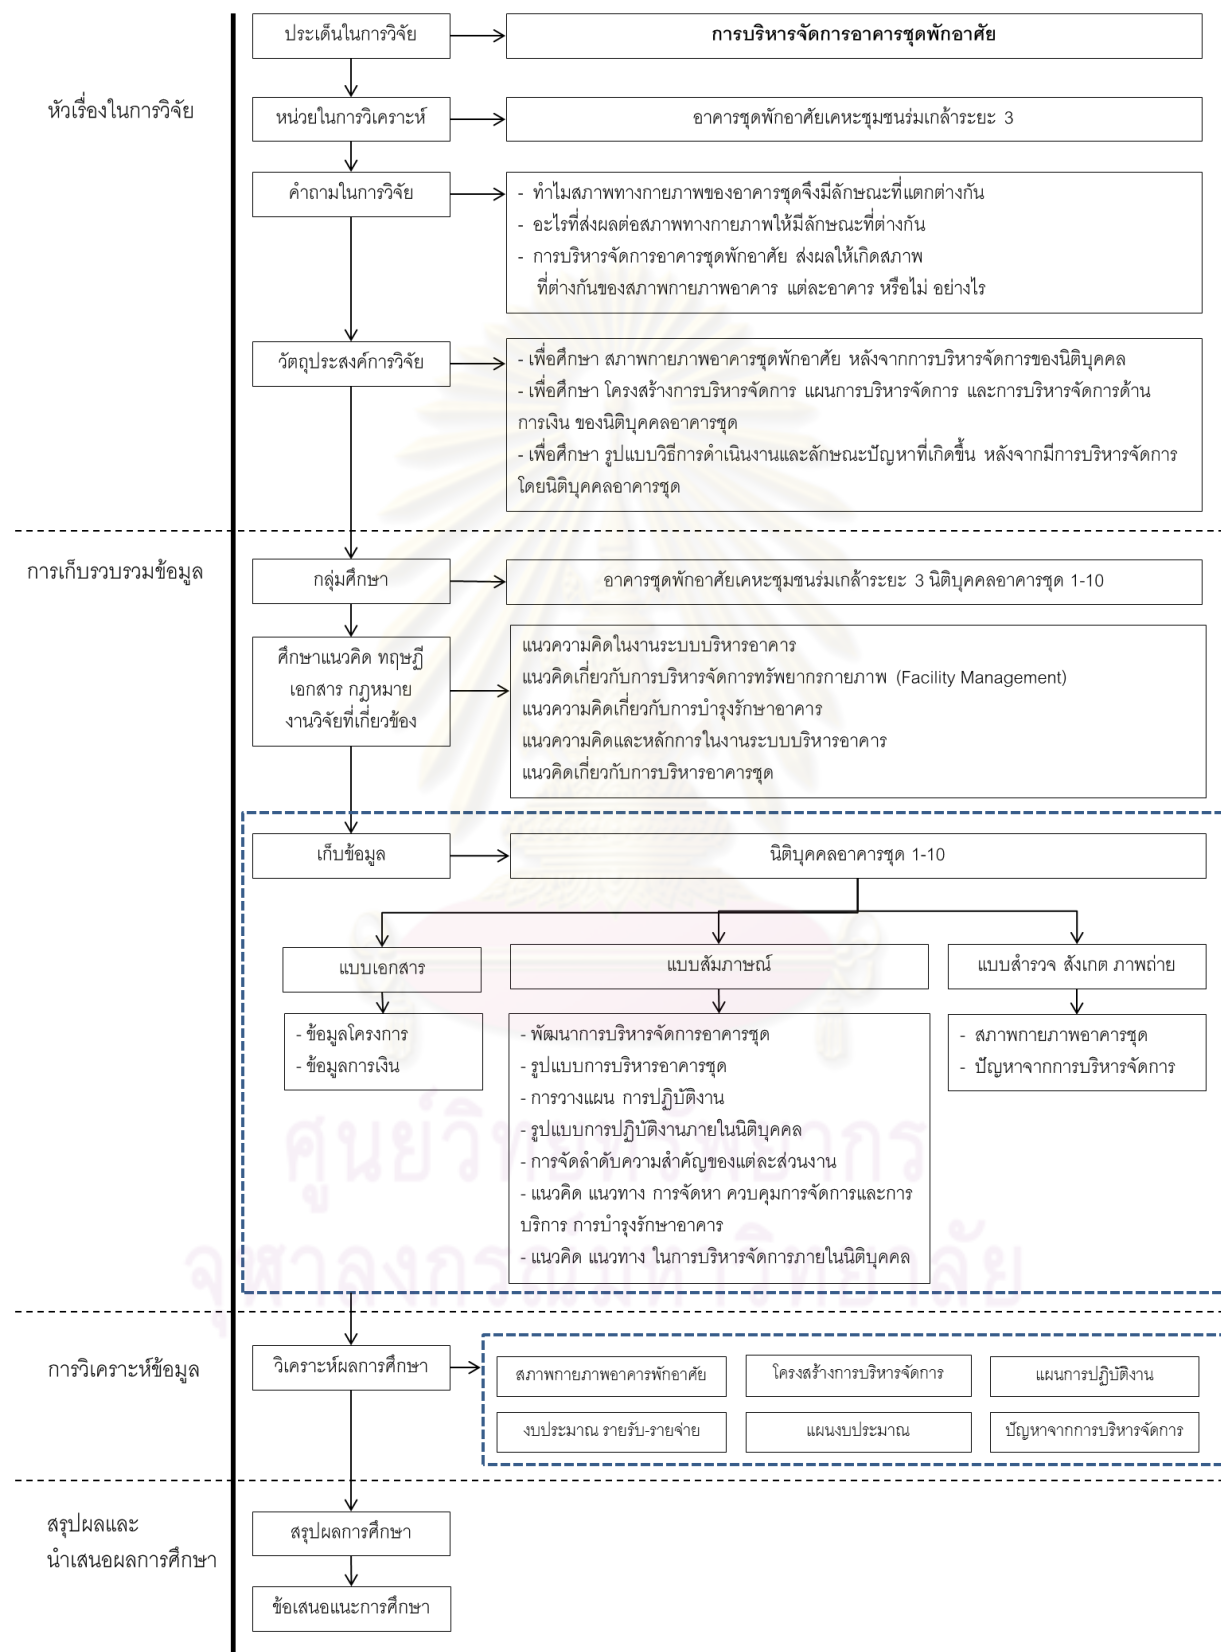 ประเด็นในการวิจัย
การบริหารจัดการอาคารชุดพักอาศัย
หัวเรื่องในการวิจัย
หน่วยในการวิเคราะห์
อาคารชุดพักอาศัยเคหะชุมชนร่มเกล้าระยะ 3
คำถามในการวิจัย
- ทำไมสภาพทางกายภาพของอาคารชุดจึงมีลักษณะที่แตกต่างกัน
- อะไรที่ส่งผลต่อสภาพทางกายภาพให้มีลักษณะที่ต่างกัน
- การบริหารจัดการอาคารชุดพักอาศัย ส่งผลให้เกิดสภาพ
ที่ต่างกันของสภาพกายภาพอาคาร แต่ละอาคาร หรือไม่ อย่างไร
วัตถุประสงค์การวิจัย
- เพื่อศึกษา สภาพกายภาพอาคารชุดพักอาศัย หลังจากการบริหารจัดการของนิติบุคคล
- เพื่อศึกษา โครงสร้างการบริหารจัดการ แผนการบริหารจัดการ และการบริหารจัดการด้าน
การเงิน ของนิติบุคคลอาคารชุด
- เพื่อศึกษา รูปแบบวิธีการดำเนินงานและลักษณะปัญหาที่เกิดขึ้น หลังจากมีการบริหารจัดการ
โดยนิติบุคคลอาคารชุด
การเก็บรวบรวมข้อมูล
กลุ่มศึกษา
อาคารชุดพักอาศัยเคหะชุมชนร่มเกล้าระยะ 3 นิติบุคคลอาคารชุด 1-10
ศึกษาแนวคิด ทฤษฎี
เอกสาร กฎหมาย
งานวิจัยที่เกี่ยวข้อง
แนวความคิดในงานระบบบริหารอาคาร
แนวคิดเกี่ยวกับการบริหารจัดการทรัพยากรกายภาพ (Facility Management)
แนวความคิดเกี่ยวกับการบำรุงรักษาอาคาร
แนวความคิดและหลักการในงานระบบบริหารอาคาร
แนวคิดเกี่ยวกับการบริหารอาคารชุด
เก็บข้อมูล
นิติบุคคลอาคารชุด 1-10
แบบเอกสาร
แบบสัมภาษณ์
แบบสำรวจ สังเกต ภาพถ่าย
- ข้อมูลโครงการ
- ข้อมูลการเงิน
- พัฒนาการบริหารจัดการอาคารชุด
- รูปแบบการบริหารอาคารชุด
- การวางแผน การปฏิบัติงาน
- รูปแบบการปฏิบัติงานภายในนิติบุคคล
- การจัดลำดับความสำคัญของแต่ละส่วนงาน
- แนวคิด แนวทาง การจัดหา ควบคุมการจัดการและการ
บริการ การบำรุงรักษาอาคาร
- แนวคิด แนวทาง ในการบริหารจัดการภายในนิติบุคคล
- สภาพกายภาพอาคารชุด
- ปัญหาจากการบริหารจัดการ
ศูนย์วิทยทรัพยากร
จุฬาลงกรณ์มหาวิทยาลัย
การวิเคราะห์ข้อมูล
วิเคราะห์ผลการศึกษา
สภาพกายภาพอาคารพักอาศัย
โครงสร้างการบริหารจัดการ
แผนการปฏิบัติงาน
งบประมาณ รายรับ-รายจ่าย
แผนงบประมาณ
ปัญหาจากการบริหารจัดการ
สรุปผลและ
นำเสนอผลการศึกษา
สรุปผลการศึกษา
ข้อเสนอแนะการศึกษา